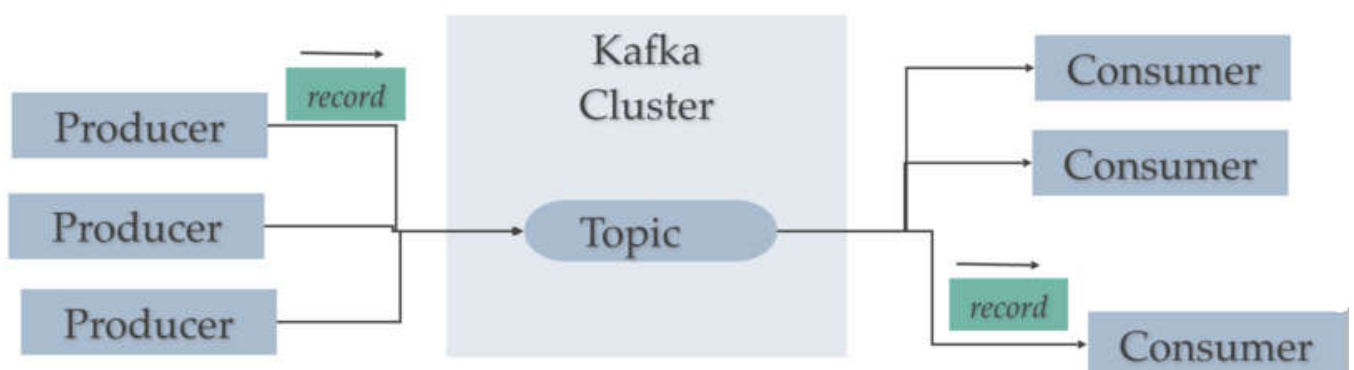 record
Producer
Producer
Producer
Kafka
Cluster
Topic
Consumer
Consumer
record
Consumer